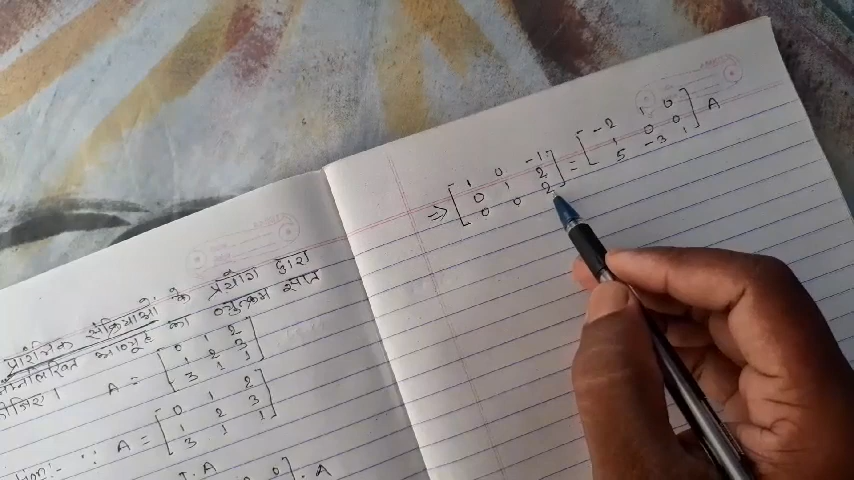 प्रारंभिक संक्रियाओं के प्रयोग द्वारा
निम्नलिखित आव्यूह का व्युत्क्रम ज्ञात
कीजिए।
A = [0 1 2
1 2 3
3 1 1]
∵ A = [0 1 2
1 2 3
3 1 1]
I.A
0] . A
⇒ [1 0 -1
0 1 2
0 0 2] = [-2 1 0
1 0 0
5 -3 1] A